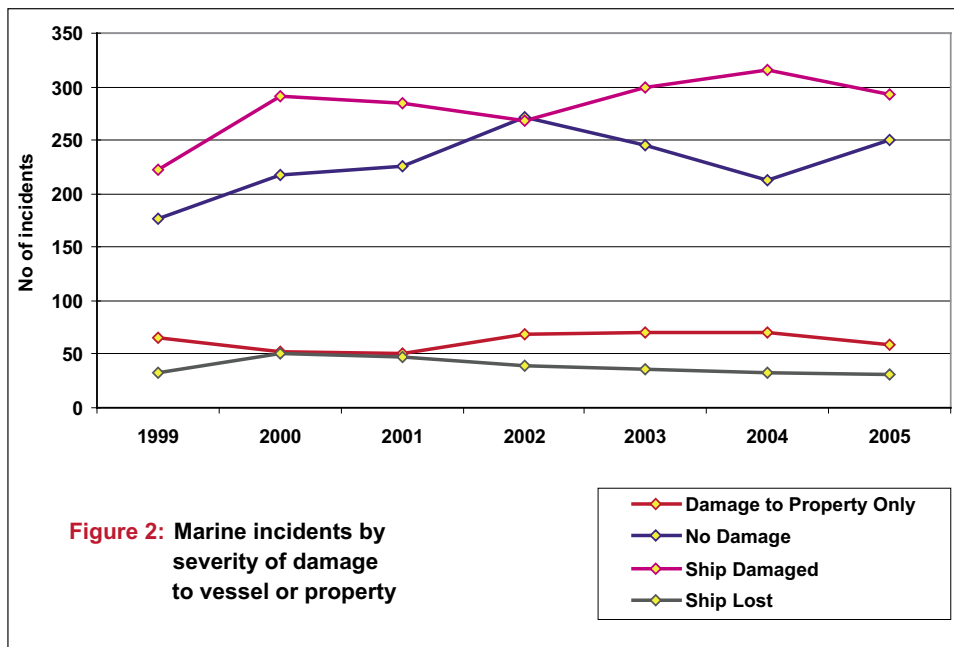 350
300
250
200
150
100
50
0
No of incidents
1999 2000 2001 2002 2003 2004 2005
Figure 2: Marine incidents by
severity of damage
to vessel or property
Damage to Property Only
No Damage
Ship Damaged
Ship Lost